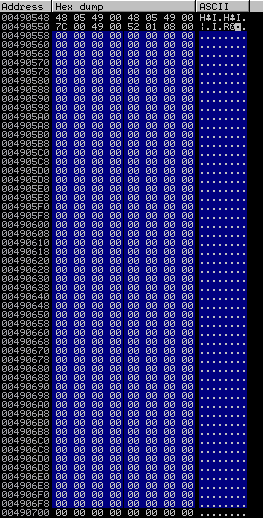 Address Hex dump ASCII
00490548 48 05 49 00 48 05 49 00 H♣I.H♣I.
00490550 7C 00 49 00 52 01 08 00 |.I.R☺◘.
00490558 00 00 00 00 00 00 00 00 ........
00490560 00 00 00 00 00 00 00 00 ........
00490568 00 00 00 00 00 00 00 00 ........
00490570 00 00 00 00 00 00 00 00 ........
00490578 00 00 00 00 00 00 00 00 ........
00490580 00 00 00 00 00 00 00 00 ........
00490588 00 00 00 00 00 00 00 00 ........
00490590 00 00 00 00 00 00 00 00 ........
00490598 00 00 00 00 00 00 00 00 ........
004905A0 00 00 00 00 00 00 00 00 ........
004905A8 00 00 00 00 00 00 00 00 ........
004905B0 00 00 00 00 00 00 00 00 ........
004905B8 00 00 00 00 00 00 00 00 ........
004905C0 00 00 00 00 00 00 00 00 ........
004905C8 00 00 00 00 00 00 00 00 ........
004905D0 00 00 00 00 00 00 00 00 ........
004905D8 00 00 00 00 00 00 00 00 ........
004905E0 00 00 00 00 00 00 00 00 ........
004905E8 00 00 00 00 00 00 00 00 ........
004905F0 00 00 00 00 00 00 00 00 ........
004905F8 00 00 00 00 00 00 00 00 ........
00490600 00 00 00 00 00 00 00 00 ........
00490608 00 00 00 00 00 00 00 00 ........
00490610 00 00 00 00 00 00 00 00 ........
00490618 00 00 00 00 00 00 00 00 ........
00490620 00 00 00 00 00 00 00 00 ........
00490628 00 00 00 00 00 00 00 00 ........
00490630 00 00 00 00 00 00 00 00 ........
00490638 00 00 00 00 00 00 00 00 ........
00490640 00 00 00 00 00 00 00 00 ........
00490648 00 00 00 00 00 00 00 00 ........
00490650 00 00 00 00 00 00 00 00 ........
00490658 00 00 00 00 00 00 00 00 ........
00490660 00 00 00 00 00 00 00 00 ........
00490668 00 00 00 00 00 00 00 00 ........
00490670 00 00 00 00 00 00 00 00 ........
00490678 00 00 00 00 00 00 00 00 ........
00490680 00 00 00 00 00 00 00 00 ........
00490688 00 00 00 00 00 00 00 00 ........
00490690 00 00 00 00 00 00 00 00 ........
00490698 00 00 00 00 00 00 00 00 ........
004906A0 00 00 00 00 00 00 00 00 ........
004906A8 00 00 00 00 00 00 00 00 ........
004906B0 00 00 00 00 00 00 00 00 ........
004906B8 00 00 00 00 00 00 00 00 ........
004906C0 00 00 00 00 00 00 00 00 ........
004906C8 00 00 00 00 00 00 00 00 ........
004906D0 00 00 00 00 00 00 00 00 ........
004906D8 00 00 00 00 00 00 00 00 ........
004906E0 00 00 00 00 00 00 00 00 ........
004906E8 00 00 00 00 00 00 00 00 ........
004906F0 00 00 00 00 00 00 00 00 ........
004906F8 00 00 00 00 00 00 00 00 ........
00490700 00 00 00 00 00 00 00 00 ........